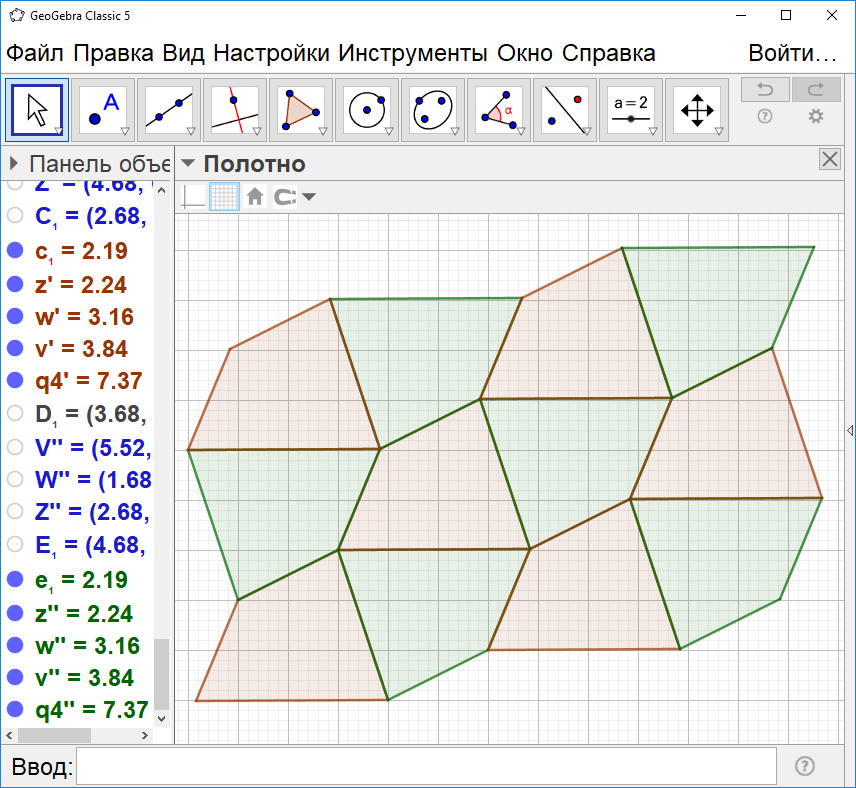 GeoGebra Classic 5
Файл Правка Вид Настройки Инструменты Окно Справка Войти…
A α a = 2
Панель объе
Полотно
Z' = (4.68,
C₁ = (2.68,
c₁ = 2.19
z' = 2.24
w' = 3.16
v' = 3.84
q4' = 7.37
D₁ = (3.68,
V'' = (5.52,
W'' = (1.68
Z'' = (2.68,
E₁ = (4.68,
e₁ = 2.19
z'' = 2.24
w'' = 3.16
v'' = 3.84
q4'' = 7.37
Ввод: